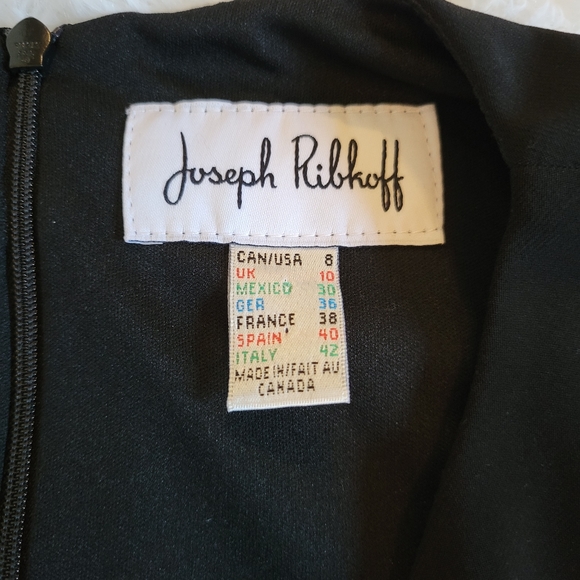 Joseph Ribkoff
CAN/USA 8
UK 10
MEXICO 30
GER 36
FRANCE 38
SPAIN 40
ITALY 42
MADE IN/FAIT AU
CANADA